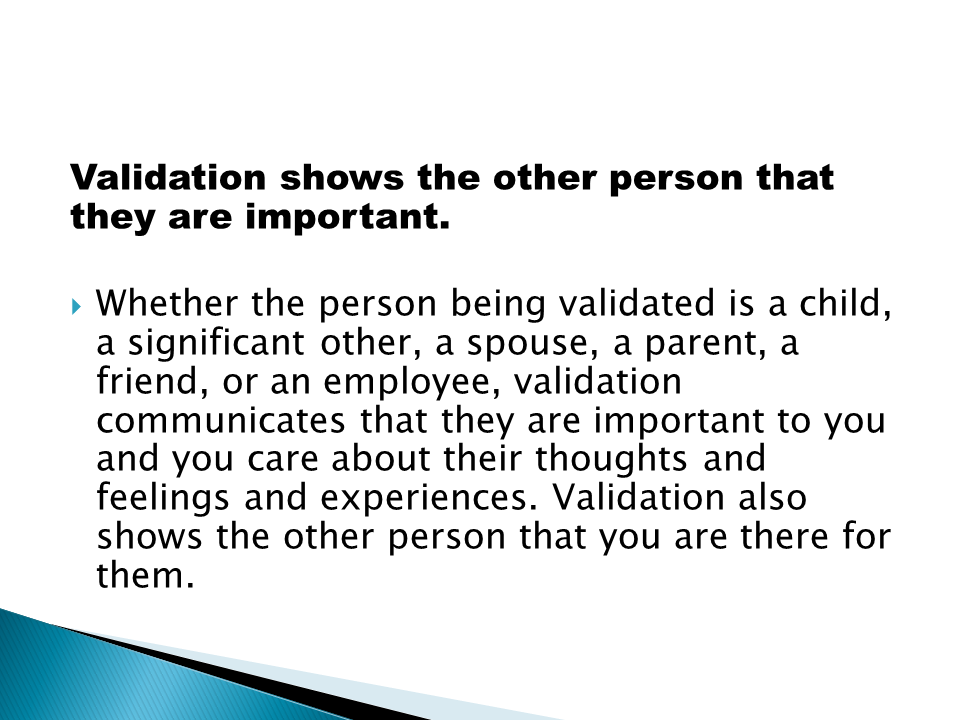 Validation shows the other person that
they are important.
Whether the person being validated is a child,
a significant other, a spouse, a parent, a
friend, or an employee, validation
communicates that they are important to you
and you care about their thoughts and
feelings and experiences. Validation also
shows the other person that you are there for
them.